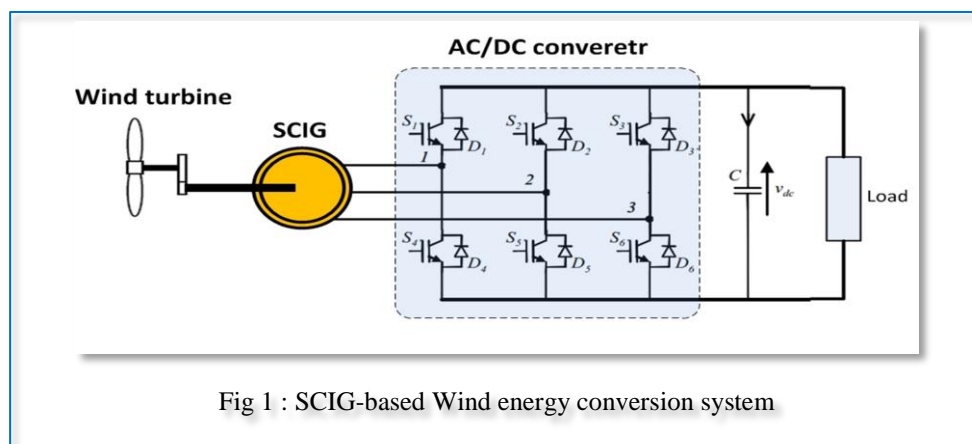 AC/DC converetr
Wind turbine
SCIG
S1 D1 S2 D2 S3 D3
1
2
3
C vdc
Load
S4 D4 S5 D5 S6 D6
Fig 1 : SCIG-based Wind energy conversion system